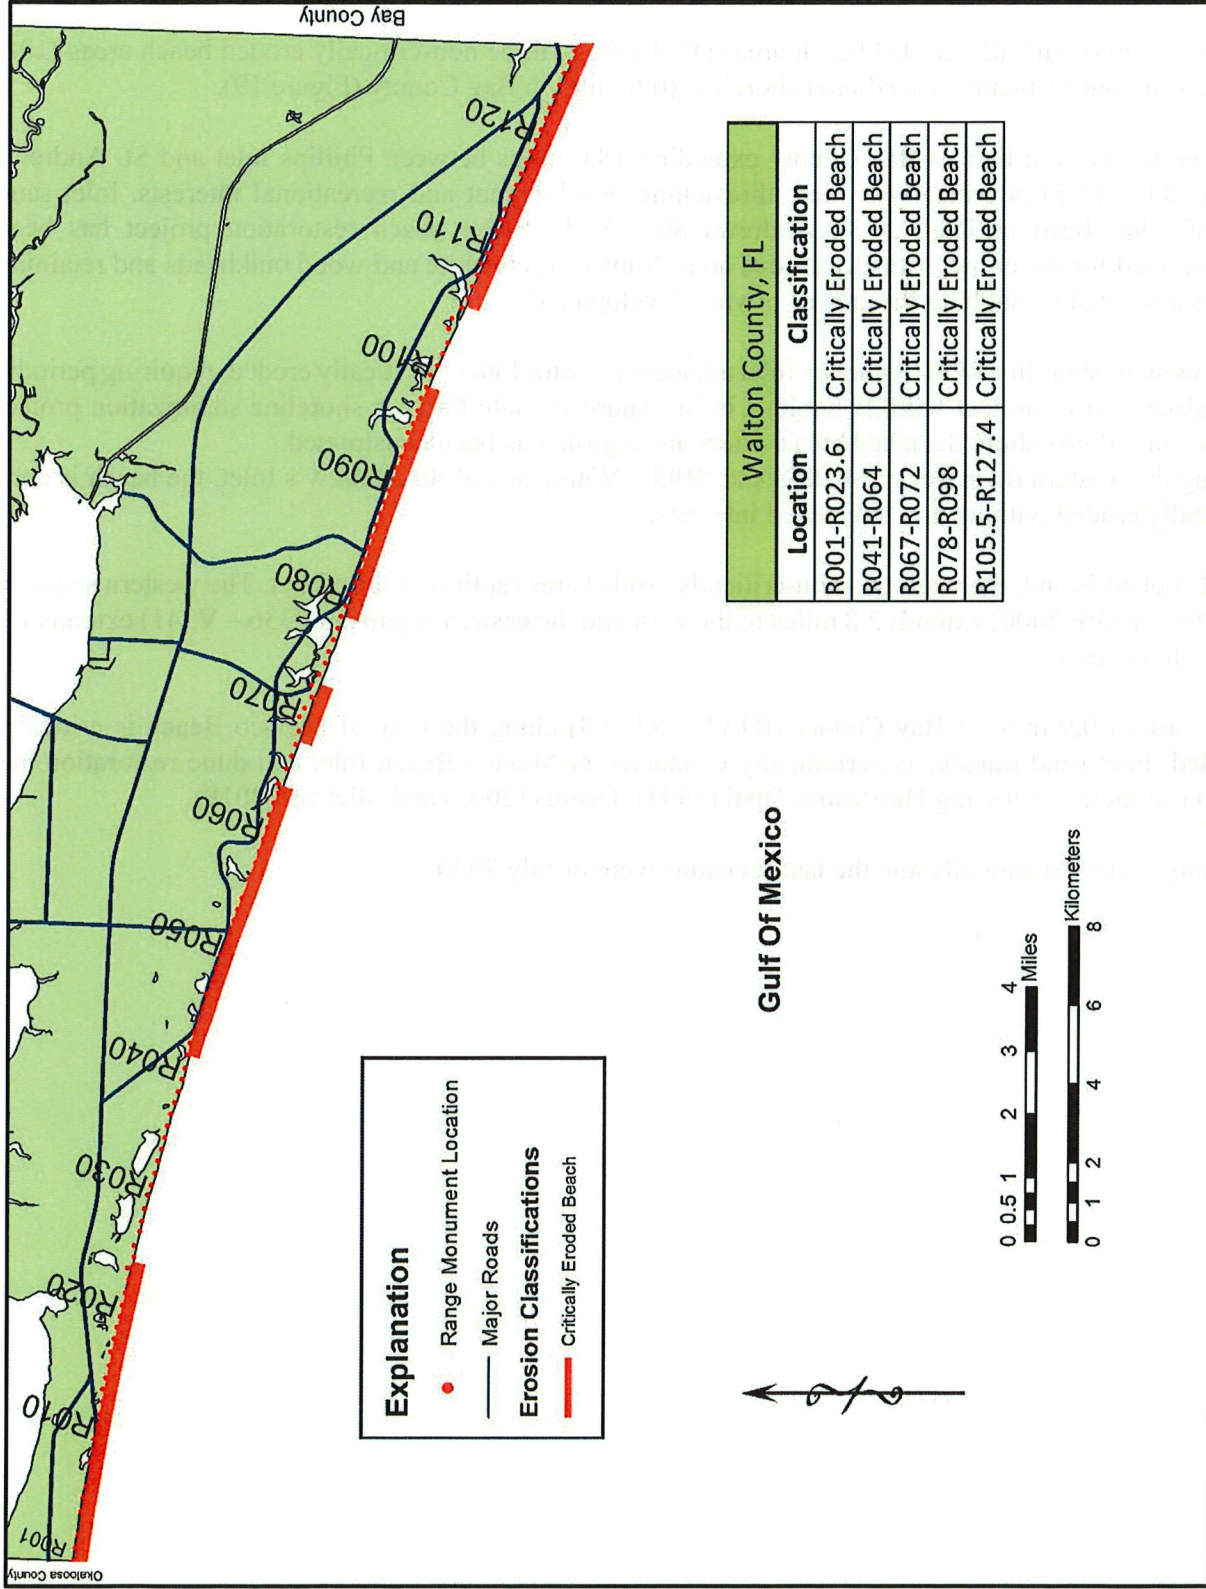 Okaloosa County
Bay County
R001
R010
R020
R030
R040
R050
R060
R070
R080
R090
R100
R110
R120
Explanation
Range Monument Location
Major Roads
Erosion Classifications
Critically Eroded Beach
Gulf Of Mexico
Walton County, FL
Location Classification
R001-R023.6 Critically Eroded Beach
R041-R064 Critically Eroded Beach
R067-R072 Critically Eroded Beach
R078-R098 Critically Eroded Beach
R105.5-R127.4 Critically Eroded Beach
0 0.5 1 2 3 4
Miles
Kilometers
0 1 2 4 6 8